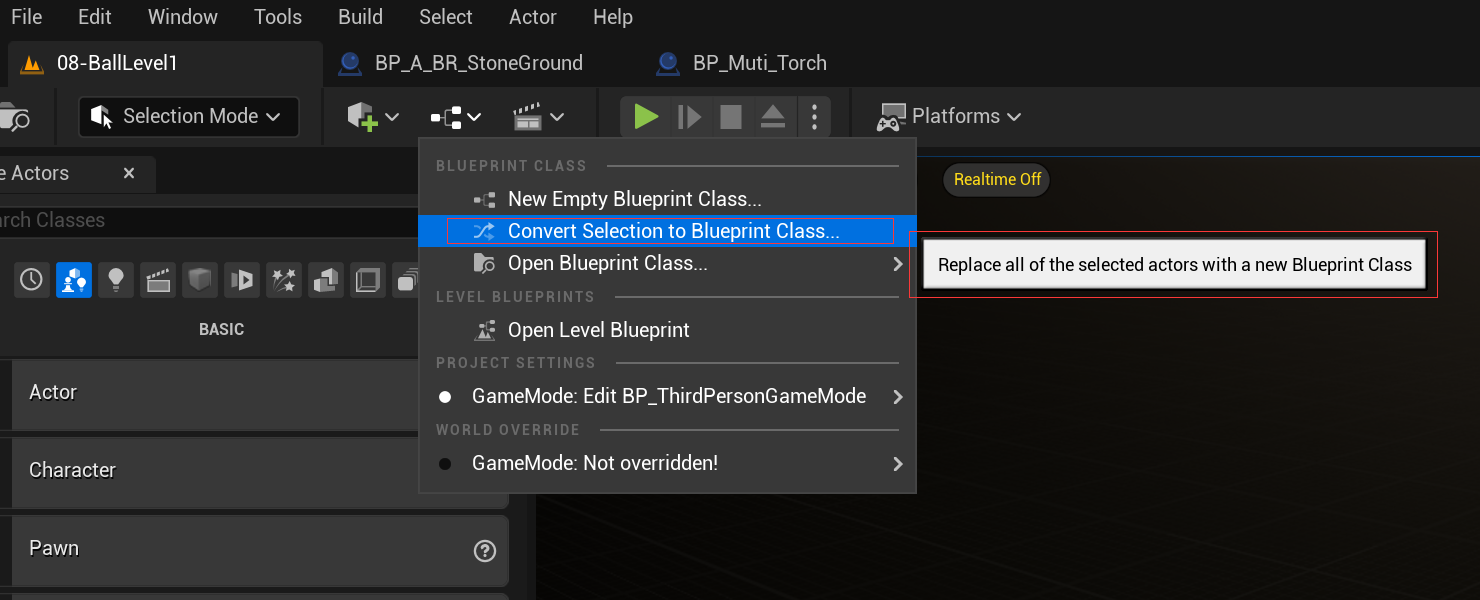 File Edit Window Tools Build Select Actor Help
08-BallLevel1 BP_A_BR_StoneGround BP_Muti_Torch
Selection Mode Platforms
e Actors
BLUEPRINT CLASS
Realtime Off
New Empty Blueprint Class...
rch Classes
Convert Selection to Blueprint Class...
Open Blueprint Class...
Replace all of the selected actors with a new Blueprint Class
LEVEL BLUEPRINTS
BASIC
Open Level Blueprint
PROJECT SETTINGS
Actor
GameMode: Edit BP_ThirdPersonGameMode
WORLD OVERRIDE
Character
GameMode: Not overridden!
Pawn